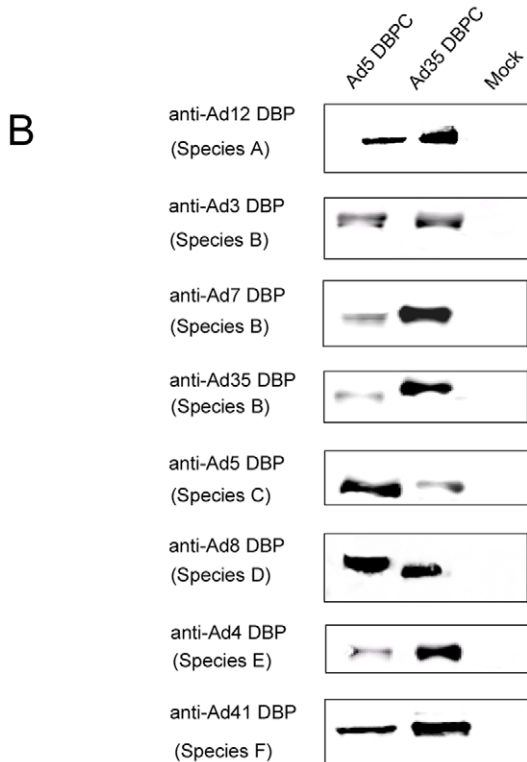 Ad5 DBPC
Ad35 DBPC
Mock
B
anti-Ad12 DBP
(Species A)
anti-Ad3 DBP
(Species B)
anti-Ad7 DBP
(Species B)
anti-Ad35 DBP
(Species B)
anti-Ad5 DBP
(Species C)
anti-Ad8 DBP
(Species D)
anti-Ad4 DBP
(Species E)
anti-Ad41 DBP
(Species F)